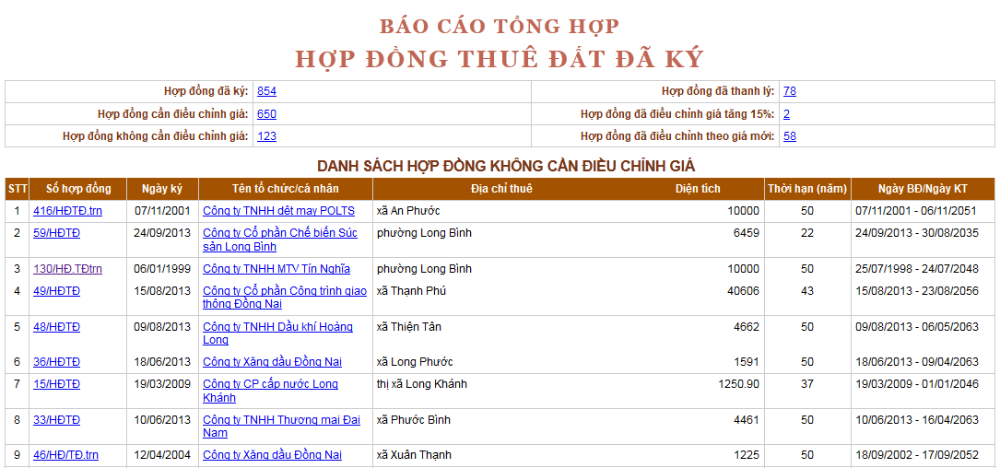 BÁO CÁO TỔNG HỢP
HỢP ĐỒNG THUÊ ĐẤT ĐÃ KÝ
Hợp đồng đã ký: 854 Hợp đồng đã thanh lý: 78
Hợp đồng cần điều chỉnh giá: 650 Hợp đồng đã điều chỉnh giá tăng 15%: 2
Hợp đồng không cần điều chỉnh giá: 123 Hợp đồng đã điều chỉnh theo giá mới: 58
DANH SÁCH HỢP ĐỒNG KHÔNG CẦN ĐIỀU CHỈNH GIÁ
STT Số hợp đồng Ngày ký Tên tổ chức/cá nhân Địa chỉ thuê Diện tích Thời hạn (năm) Ngày BĐ/Ngày KT
1 416/HĐTĐ.trn 07/11/2001 Công ty TNHH dệt may POLTS xã An Phước 10000 50 07/11/2001 - 06/11/2051
2 59/HĐTĐ 24/09/2013 Công ty Cổ phần Chế biến Súc phường Long Bình 6459 22 24/09/2013 - 30/08/2035
sản Long Bình
3 130/HĐ.TĐtrn 06/01/1999 Công ty TNHH MTV Tín Nghĩa phường Long Bình 10000 50 25/07/1998 - 24/07/2048
4 49/HĐTĐ 15/08/2013 Công ty Cổ phần Công trình giao xã Thạnh Phú 40606 43 15/08/2013 - 23/08/2056
thông Đồng Nai
5 48/HĐTĐ 09/08/2013 Công ty TNHH Dầu khí Hoàng xã Thiện Tân 4662 50 09/08/2013 - 06/05/2063
Long
6 36/HĐTĐ 18/06/2013 Công ty Xăng dầu Đồng Nai xã Long Phước 1591 50 18/06/2013 - 09/04/2063
7 15/HĐTĐ 19/03/2009 Công ty CP cấp nước Long thị xã Long Khánh 1250.90 37 19/03/2009 - 01/01/2046
Khánh
8 33/HĐTĐ 10/06/2013 Công ty TNHH Thương mại Đại xã Phước Bình 4461 50 10/06/2013 - 16/04/2063
Nam
9 46/HĐ/TĐ.trn 12/04/2004 Công ty Xăng dầu Đồng Nai xã Xuân Thạnh 1225 50 18/09/2002 - 17/09/2052